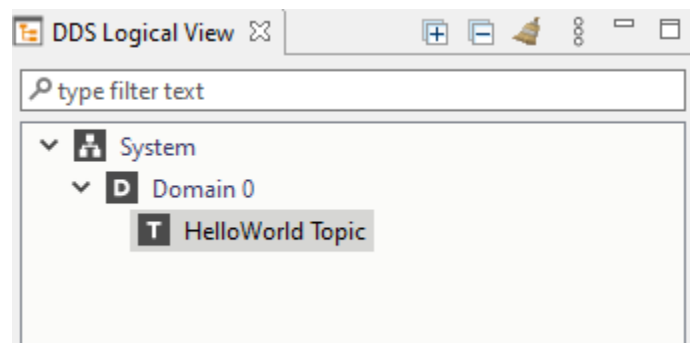 DDS Logical View
type filter text
System
D Domain 0
T HelloWorld Topic